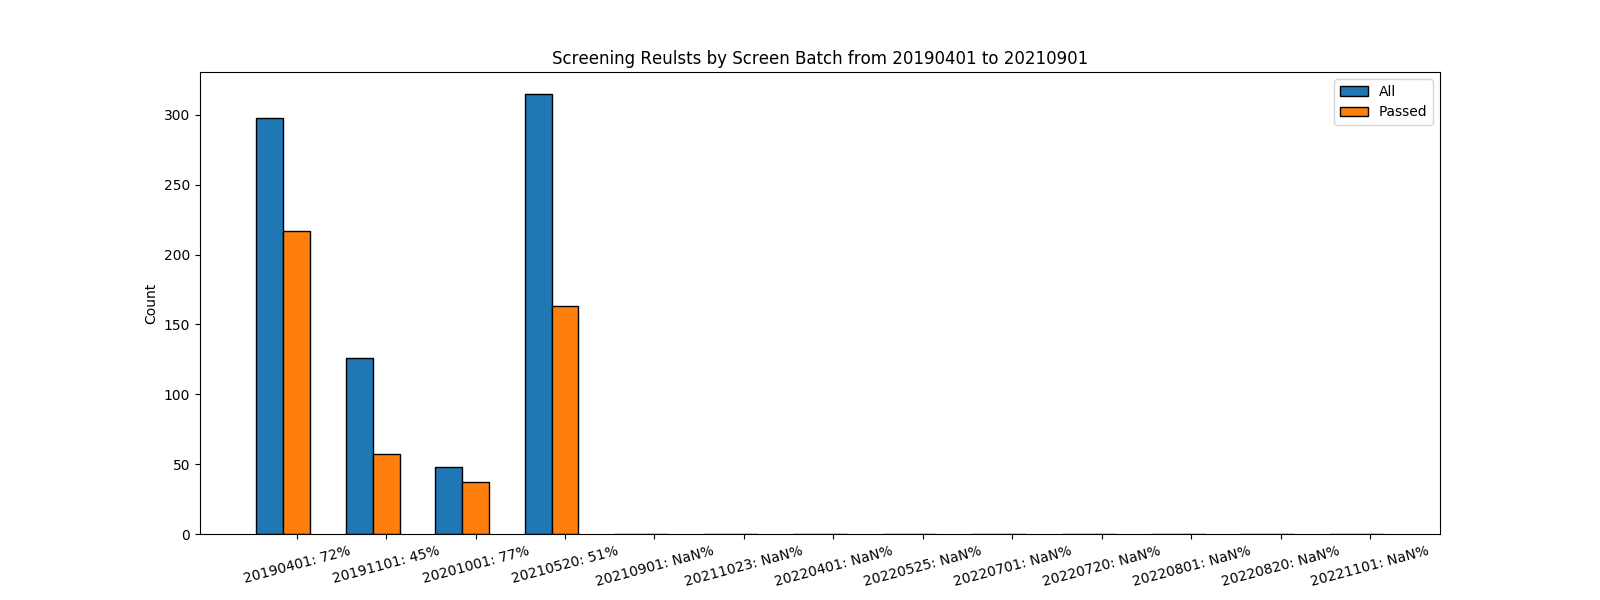 Screening Reulsts by Screen Batch from 20190401 to 20210901
All
Passed
Count
300
250
200
150
100
50
0
20190401: 72%
20191101: 45%
20201001: 77%
20210520: 51%
20210901: NaN%
20211023: NaN%
20220401: NaN%
20220525: NaN%
20220701: NaN%
20220720: NaN%
20220801: NaN%
20220820: NaN%
20221101: NaN%